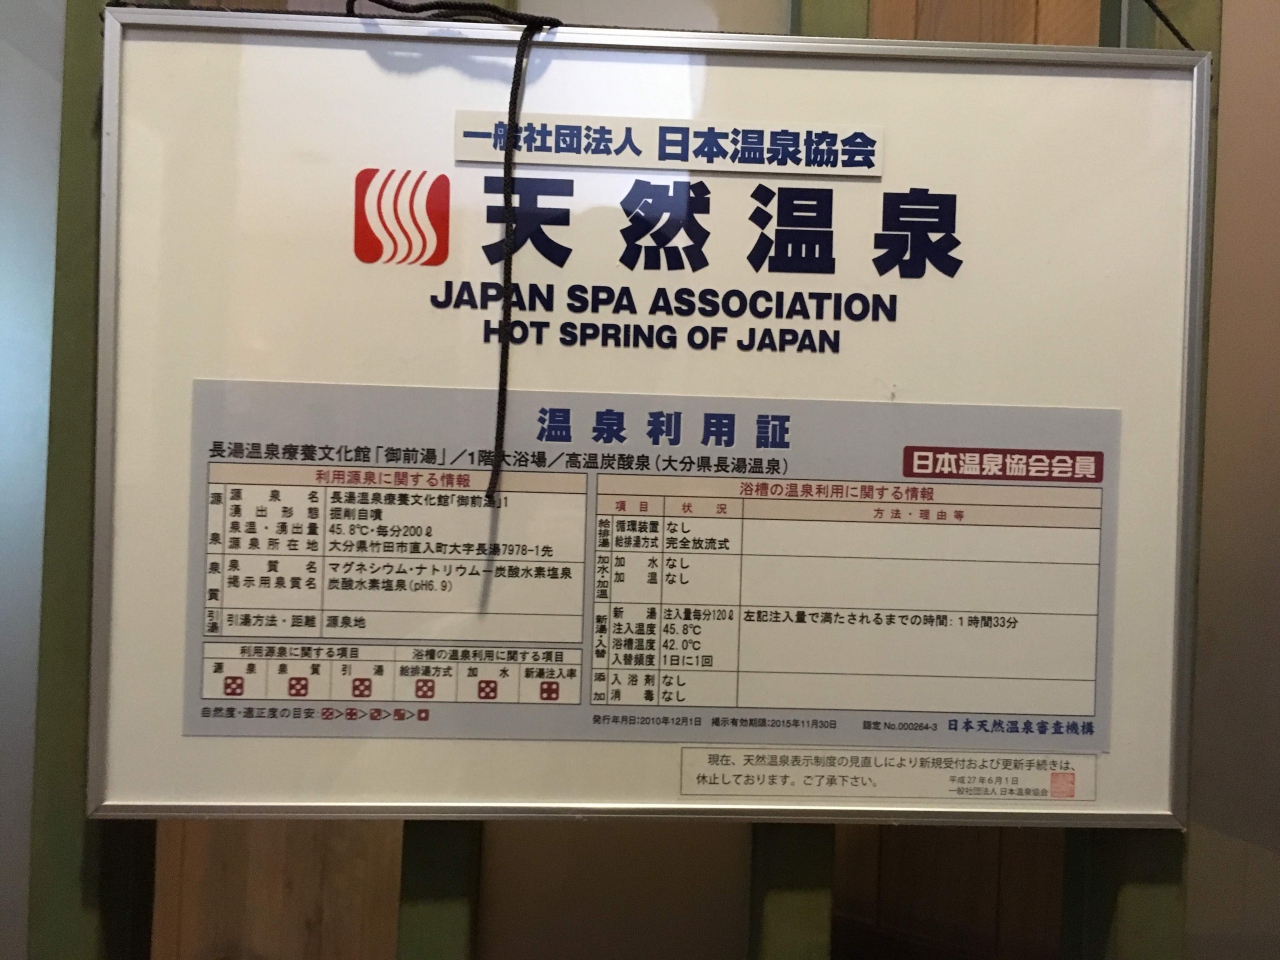 一般社団法人 日本温泉協会
天然温泉
JAPAN SPA ASSOCIATION
HOT SPRING OF JAPAN
温泉利用証
長湯温泉療養文化館「御前湯」／1階大浴場／高温炭酸泉(大分県長湯温泉)
日本温泉協会会員
利用源泉に関する情報
源泉
源泉名 長湯温泉療養文化館「御前湯」1
湧出形態 掘削自噴
泉温・湧出量 45.8℃・毎分200ℓ
源泉所在地 大分県竹田市直入町大字長湯7978-1先
泉質
泉質名 マグネシウム・ナトリウムー炭酸水素塩泉
掲示用泉質名 炭酸水素塩泉(pH6.9)
引湯
引湯方法・距離 源泉地
利用源泉に関する項目 浴槽の温泉利用に関する項目
源泉 泉質 引湯 給排湯方式 加水 新湯注入率
自然度・適正度の目安:
浴槽の温泉利用に関する情報
項目 状況 方法・理由等
給排湯
循環装置 なし
給排湯方式 完全放流式
加水・加温
加水 なし
加温 なし
新湯・入替
新湯 注入量毎分120ℓ 左記注入量で満たされるまでの時間:1時間33分
注入温度 45.8℃
浴槽温度 42.0℃
入替頻度 1日に1回
添加
入浴剤 なし
消毒 なし
発行年月日:2010年12月1日 掲示有効期限:2015年11月30日 認定 No.000264-3 日本天然温泉審査機構
現在、天然温泉表示制度の見直しにより新規受付および更新手続きは、
休止しております。ご了承下さい。
平成27年6月1日
一般社団法人 日本温泉協会